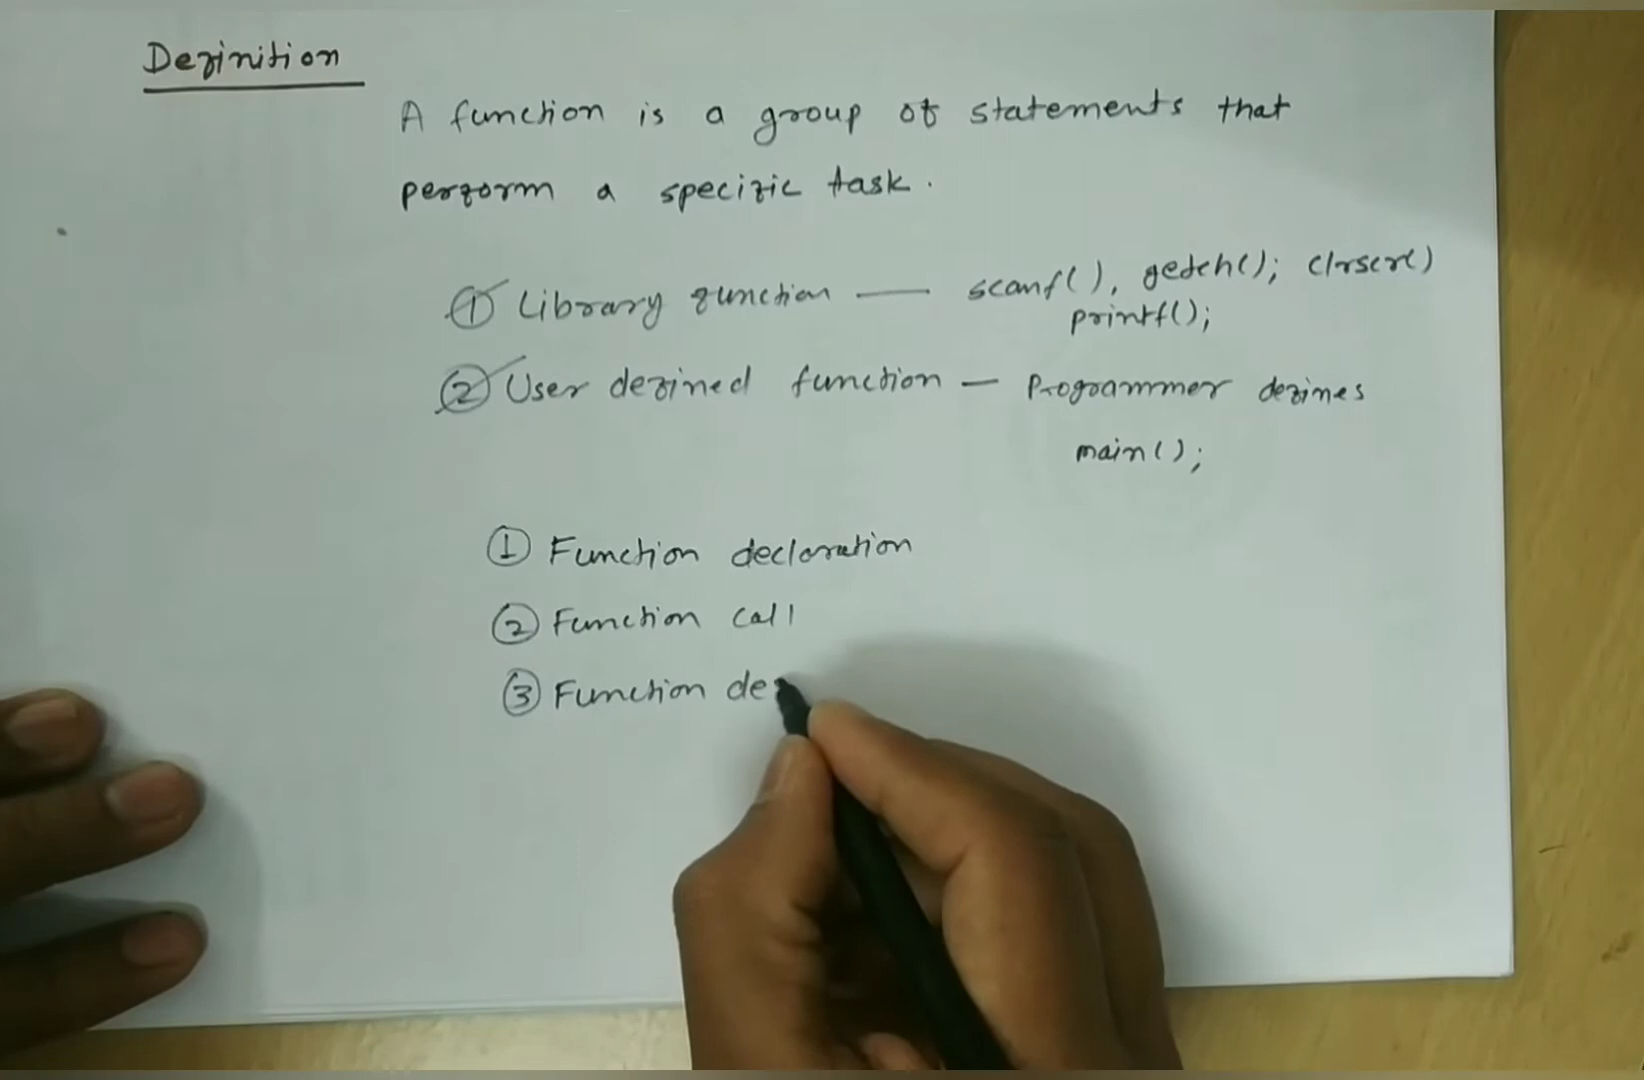 Definition
A function is a group of statements that
perform a specific task.
① Library function — scanf(), getch(); clrscr()
printf();
② User defined function — Programmer defines
main();
① Function declaration
② Function call
③ Function de